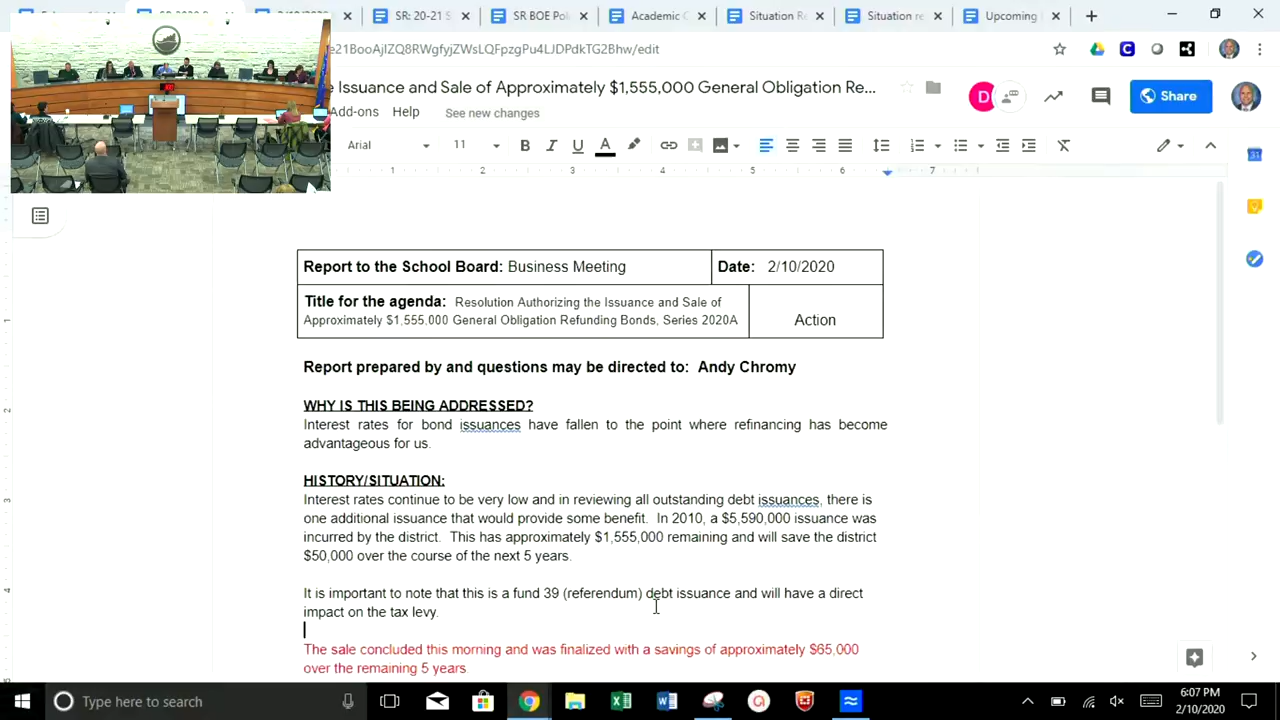 SR: 20-21 S
SR BOE Pol
Academic C
Situation R
Situation re
Upcoming
e21BooAjIZQ8RWgfyjZWsLQFpzgPu4LJDPdkTG2Bhw/edit
e Issuance and Sale of Approximately $1,555,000 General Obligation Re...
D
Share
Add-ons Help See new changes
Arial 11
1 2 3 4 5 6 7
Report to the School Board: Business Meeting
Date: 2/10/2020
Title for the agenda: Resolution Authorizing the Issuance and Sale of
Approximately $1,555,000 General Obligation Refunding Bonds, Series 2020A
Action
Report prepared by and questions may be directed to: Andy Chromy
WHY IS THIS BEING ADDRESSED?
Interest rates for bond issuances have fallen to the point where refinancing has become
advantageous for us.
HISTORY/SITUATION:
Interest rates continue to be very low and in reviewing all outstanding debt issuances, there is
one additional issuance that would provide some benefit. In 2010, a $5,590,000 issuance was
incurred by the district. This has approximately $1,555,000 remaining and will save the district
$50,000 over the course of the next 5 years.
It is important to note that this is a fund 39 (referendum) debt issuance and will have a direct
impact on the tax levy.
The sale concluded this morning and was finalized with a savings of approximately $65,000
over the remaining 5 years.
Type here to search
6:07 PM
2/10/2020